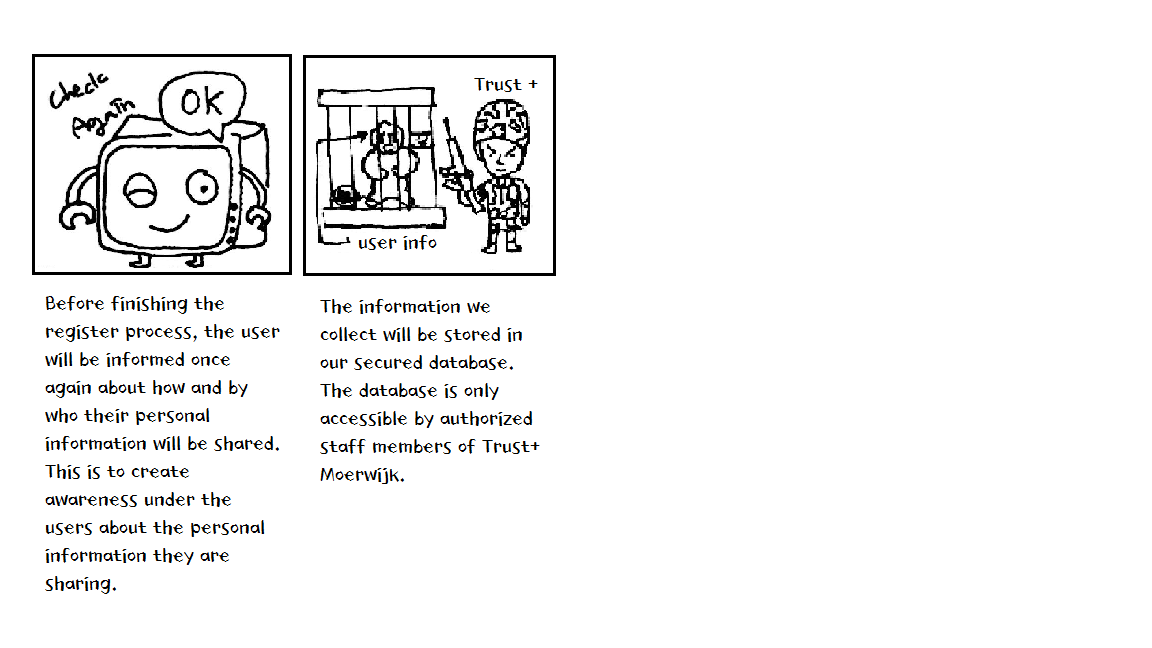 Check
Again
OK
Trust +
user info
Before finishing the
register process, the user
will be informed once
again about how and by
who their personal
information will be shared.
This is to create
awareness under the
users about the personal
information they are
sharing.
The information we
collect will be stored in
our secured database.
The database is only
accessible by authorized
staff members of Trust+
Moerwijk.